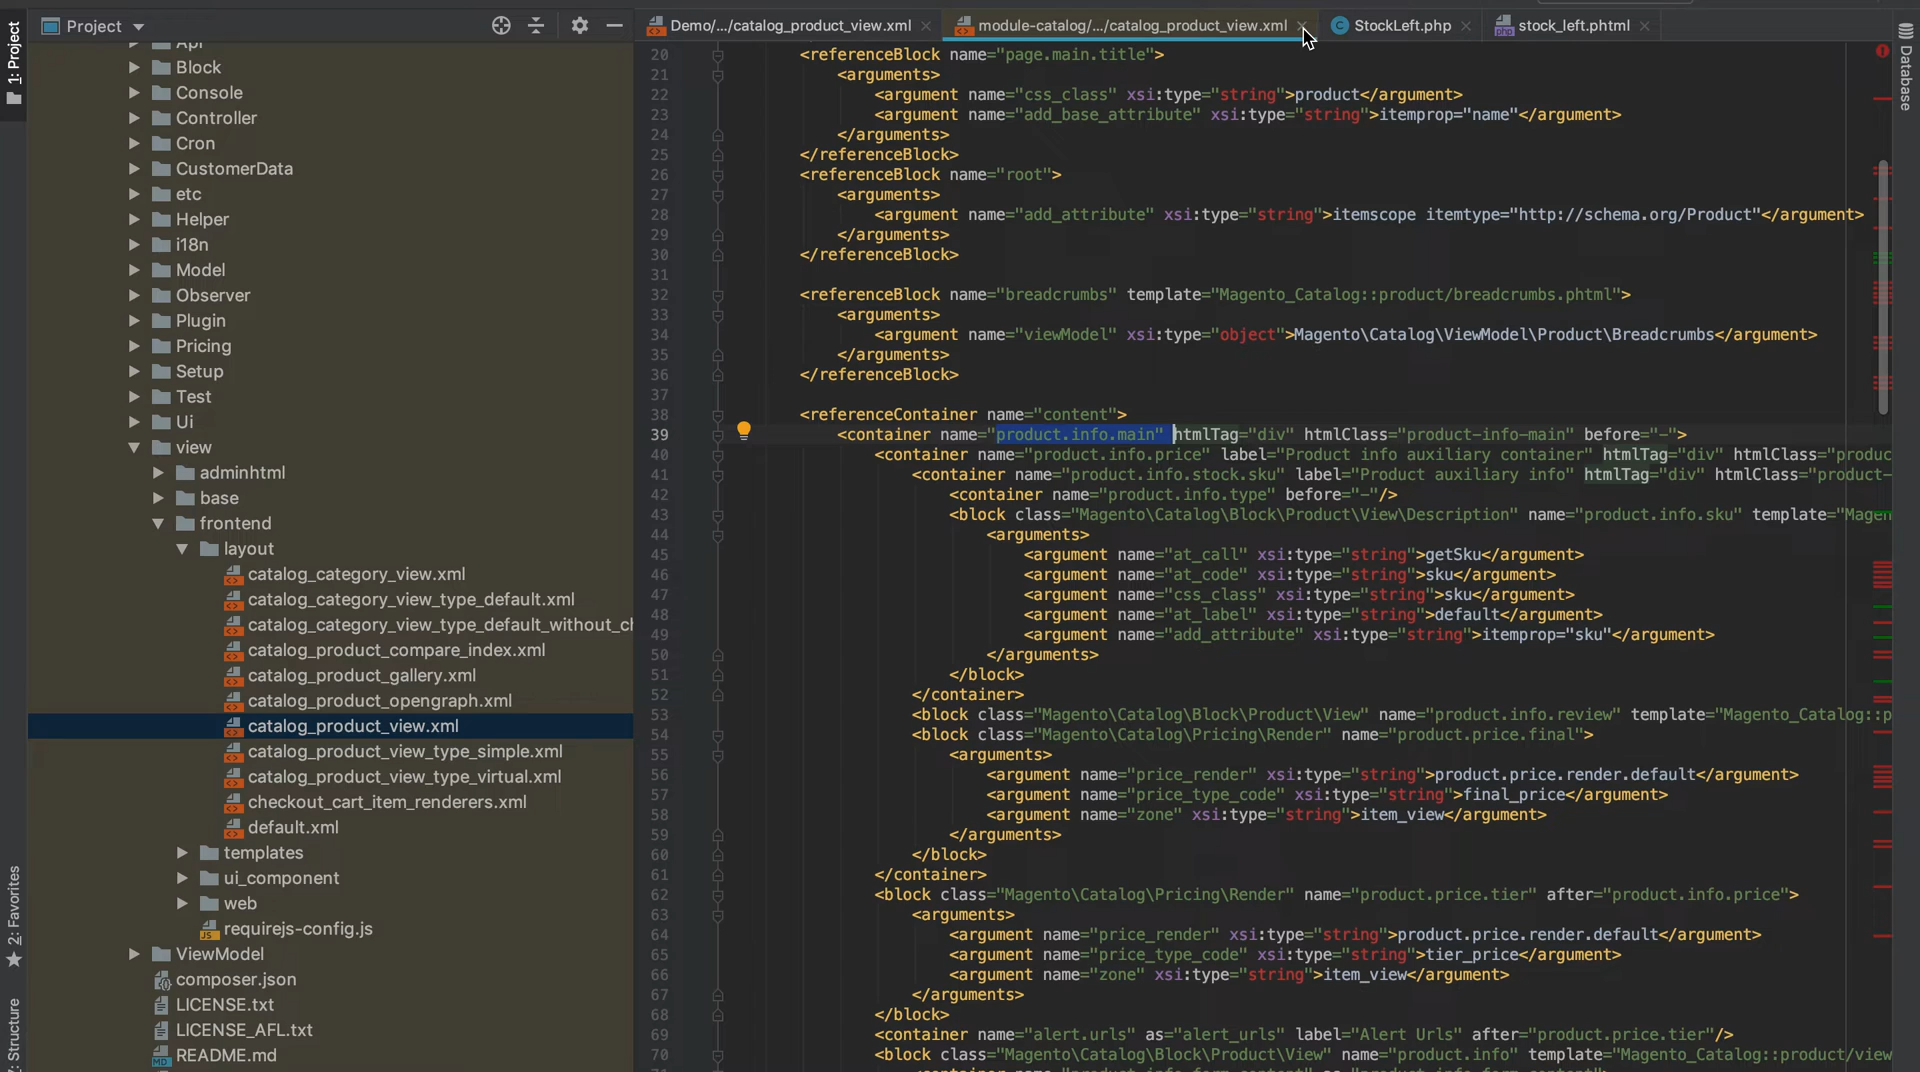 1: Project
Project
Demo/.../catalog_product_view.xml
module-catalog/.../catalog_product_view.xml
StockLeft.php
stock_left.phtml
Database
Api
Block
Console
Controller
Cron
CustomerData
etc
Helper
i18n
Model
Observer
Plugin
Pricing
Setup
Test
Ui
view
adminhtml
base
frontend
layout
catalog_category_view.xml
catalog_category_view_type_default.xml
catalog_category_view_type_default_without_ch
catalog_product_compare_index.xml
catalog_product_gallery.xml
catalog_product_opengraph.xml
catalog_product_view.xml
catalog_product_view_type_simple.xml
catalog_product_view_type_virtual.xml
checkout_cart_item_renderers.xml
default.xml
templates
ui_component
web
requirejs-config.js
ViewModel
composer.json
LICENSE.txt
LICENSE_AFL.txt
README.md
2: Favorites
Structure
20 <referenceBlock name="page.main.title">
21 <arguments>
22 <argument name="css_class" xsi:type="string">product</argument>
23 <argument name="add_base_attribute" xsi:type="string">itemprop="name"</argument>
24 </arguments>
25 </referenceBlock>
26 <referenceBlock name="root">
27 <arguments>
28 <argument name="add_attribute" xsi:type="string">itemscope itemtype="http://schema.org/Product"</argument>
29 </arguments>
30 </referenceBlock>
31
32 <referenceBlock name="breadcrumbs" template="Magento_Catalog::product/breadcrumbs.phtml">
33 <arguments>
34 <argument name="viewModel" xsi:type="object">Magento\Catalog\ViewModel\Product\Breadcrumbs</argument>
35 </arguments>
36 </referenceBlock>
37
38 <referenceContainer name="content">
39 <container name="product.info.main" htmlTag="div" htmlClass="product-info-main" before="-">
40 <container name="product.info.price" label="Product info auxiliary container" htmlTag="div" htmlClass="produc
41 <container name="product.info.stock.sku" label="Product auxiliary info" htmlTag="div" htmlClass="product-
42 <container name="product.info.type" before="-"/>
43 <block class="Magento\Catalog\Block\Product\View\Description" name="product.info.sku" template="Magen
44 <arguments>
45 <argument name="at_call" xsi:type="string">getSku</argument>
46 <argument name="at_code" xsi:type="string">sku</argument>
47 <argument name="css_class" xsi:type="string">sku</argument>
48 <argument name="at_label" xsi:type="string">default</argument>
49 <argument name="add_attribute" xsi:type="string">itemprop="sku"</argument>
50 </arguments>
51 </block>
52 </container>
53 <block class="Magento\Catalog\Block\Product\View" name="product.info.review" template="Magento_Catalog::p
54 <block class="Magento\Catalog\Pricing\Render" name="product.price.final">
55 <arguments>
56 <argument name="price_render" xsi:type="string">product.price.render.default</argument>
57 <argument name="price_type_code" xsi:type="string">final_price</argument>
58 <argument name="zone" xsi:type="string">item_view</argument>
59 </arguments>
60 </block>
61 </container>
62 <block class="Magento\Catalog\Pricing\Render" name="product.price.tier" after="product.info.price">
63 <arguments>
64 <argument name="price_render" xsi:type="string">product.price.render.default</argument>
65 <argument name="price_type_code" xsi:type="string">tier_price</argument>
66 <argument name="zone" xsi:type="string">item_view</argument>
67 </arguments>
68 </block>
69 <container name="alert.urls" as="alert_urls" label="Alert Urls" after="product.price.tier"/>
70 <block class="Magento\Catalog\Block\Product\View" name="product.info" template="Magento_Catalog::product/view